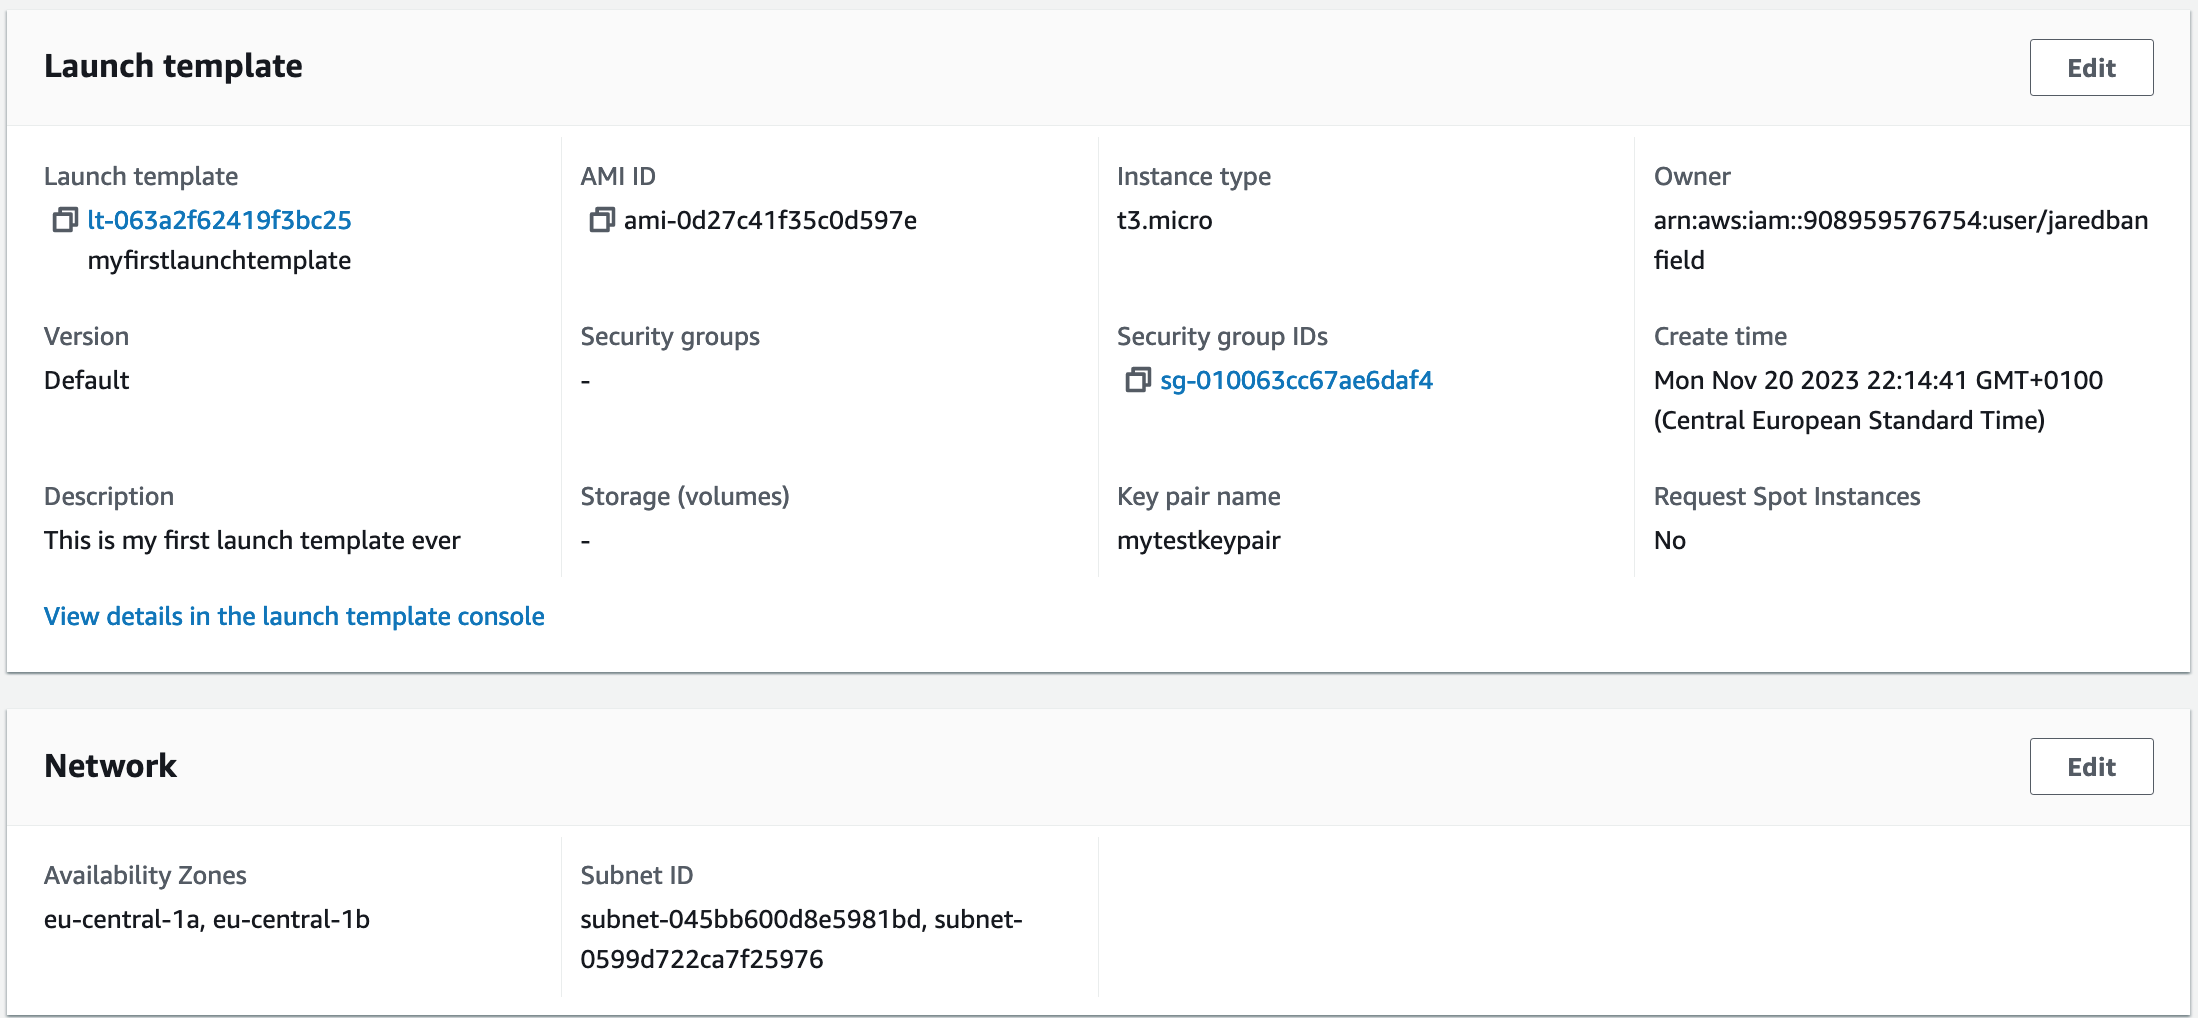 Launch template
Edit
Launch template
lt-063a2f62419f3bc25
myfirstlaunchtemplate
AMI ID
ami-0d27c41f35c0d597e
Instance type
t3.micro
Owner
arn:aws:iam::908959576754:user/jaredban
field
Version
Default
Security groups
-
Security group IDs
sg-010063cc67ae6daf4
Create time
Mon Nov 20 2023 22:14:41 GMT+0100
(Central European Standard Time)
Description
This is my first launch template ever
Storage (volumes)
-
Key pair name
mytestkeypair
Request Spot Instances
No
View details in the launch template console
Network
Edit
Availability Zones
eu-central-1a, eu-central-1b
Subnet ID
subnet-045bb600d8e5981bd, subnet-
0599d722ca7f25976